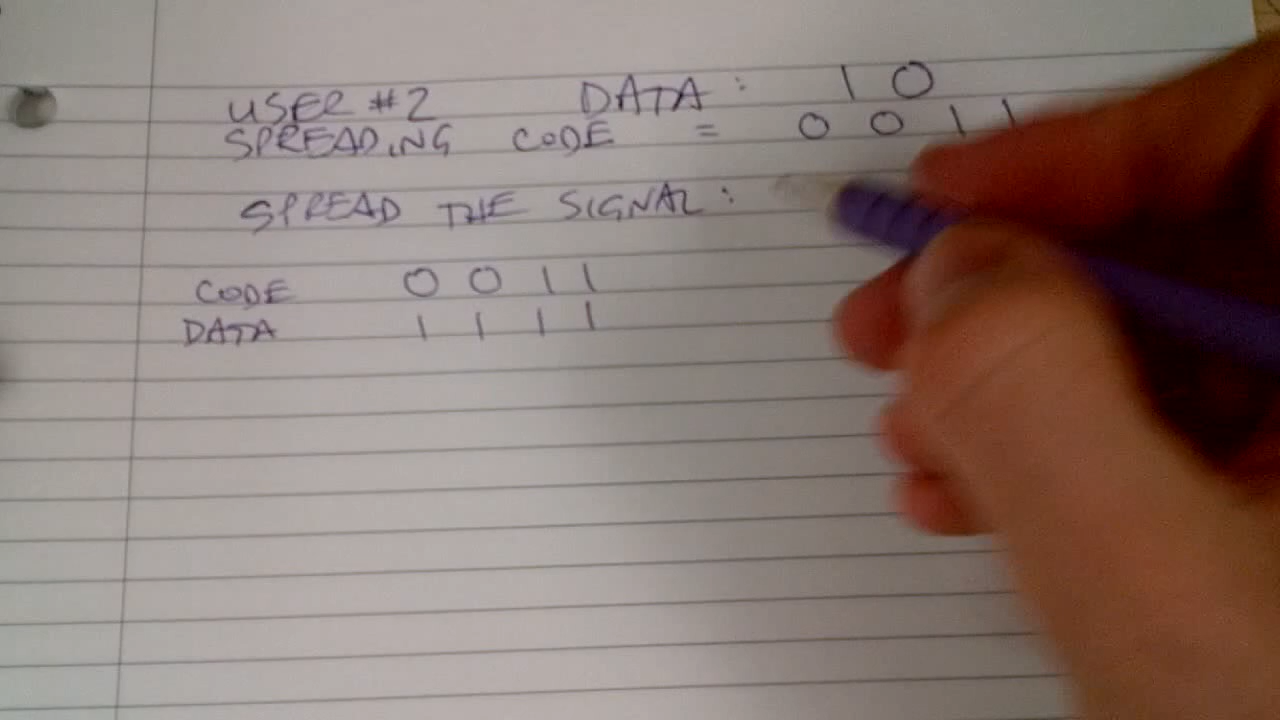 USER #2 DATA: 1 0
SPREADING CODE = 0 0 1 1
SPREAD THE SIGNAL:
CODE 0 0 1 1
DATA 1 1 1 1